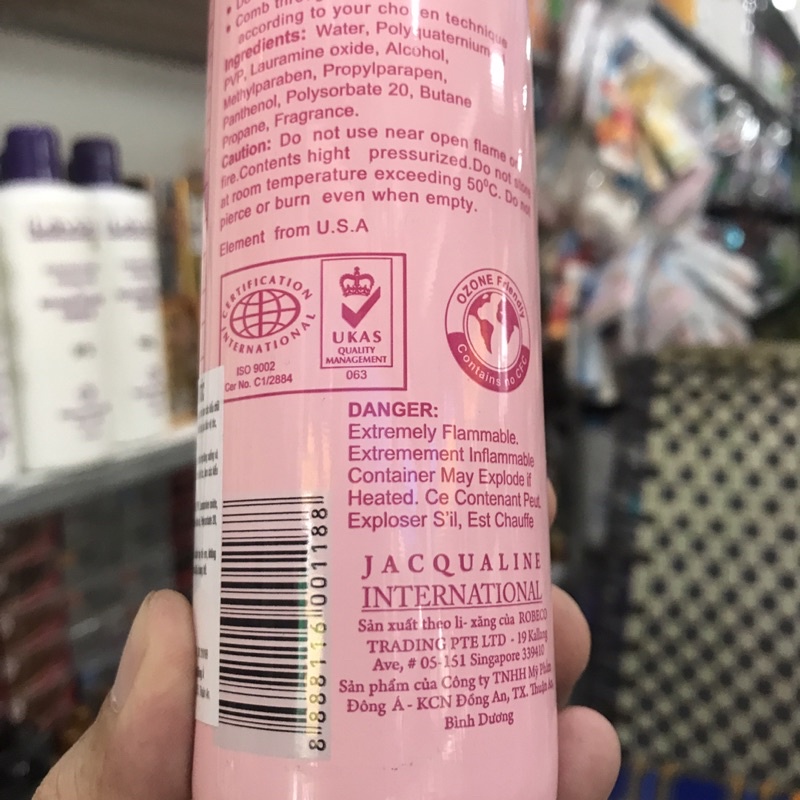 • Comb
according to your chosen technique
Ingredients: Water, Polyquaternium
PVP, Lauramine oxide, Alcohol,
Methylparaben, Propylparapen,
Panthenol, Polysorbate 20, Butane
Propane, Fragrance.
Caution: Do not use near open flame or
fire.Contents hight pressurized.Do not store
at room temperature exceeding 50°C. Do not
pierce or burn even when empty.
Element from U.S.A
CERTIFICATION
INTERNATIONAL
ISO 9002
Cer No. C1/2884
UKAS
QUALITY
MANAGEMENT
063
OZONE Friendly
Contains no CFC
DANGER:
Extremely Flammable.
Extremement Inflammable
Container May Explode if
Heated. Ce Contenant Peut
Exploser S'il, Est Chauffe
JACQUALINE
INTERNATIONAL
Sản xuất theo li- xăng của ROBECO
TRADING PTE LTD - 19 Kallang
Ave, # 05-151 Singapore 339410
Sản phẩm của Công ty TNHH Mỹ Phẩm
Đông Á - KCN Đồng An, TX. Thuận An,
Bình Dương
8 888116 001188